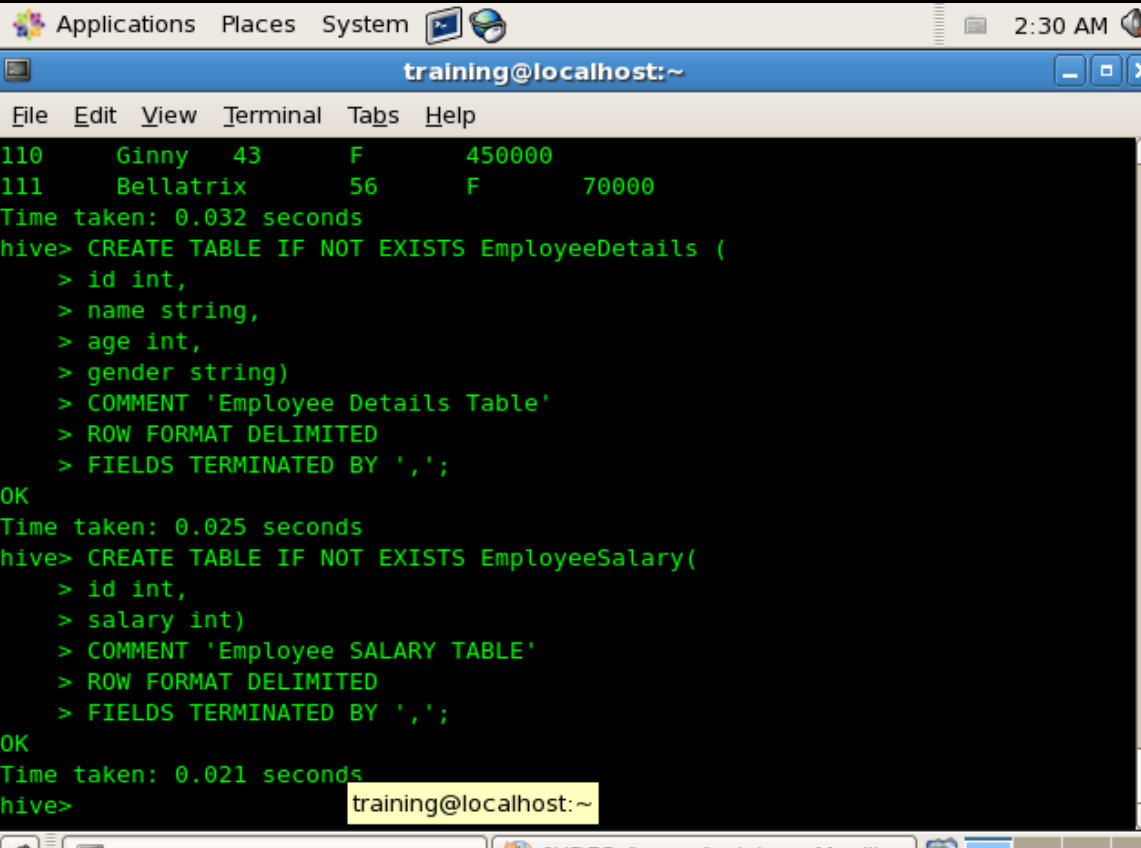 Applications Places System 2:30 AM
training@localhost:~
File Edit View Terminal Tabs Help
110 Ginny 43 F 450000
111 Bellatrix 56 F 70000
Time taken: 0.032 seconds
hive> CREATE TABLE IF NOT EXISTS EmployeeDetails (
> id int,
> name string,
> age int,
> gender string)
> COMMENT 'Employee Details Table'
> ROW FORMAT DELIMITED
> FIELDS TERMINATED BY ',';
OK
Time taken: 0.025 seconds
hive> CREATE TABLE IF NOT EXISTS EmployeeSalary(
> id int,
> salary int)
> COMMENT 'Employee SALARY TABLE'
> ROW FORMAT DELIMITED
> FIELDS TERMINATED BY ',';
OK
Time taken: 0.021 seconds
hive>
training@localhost:~